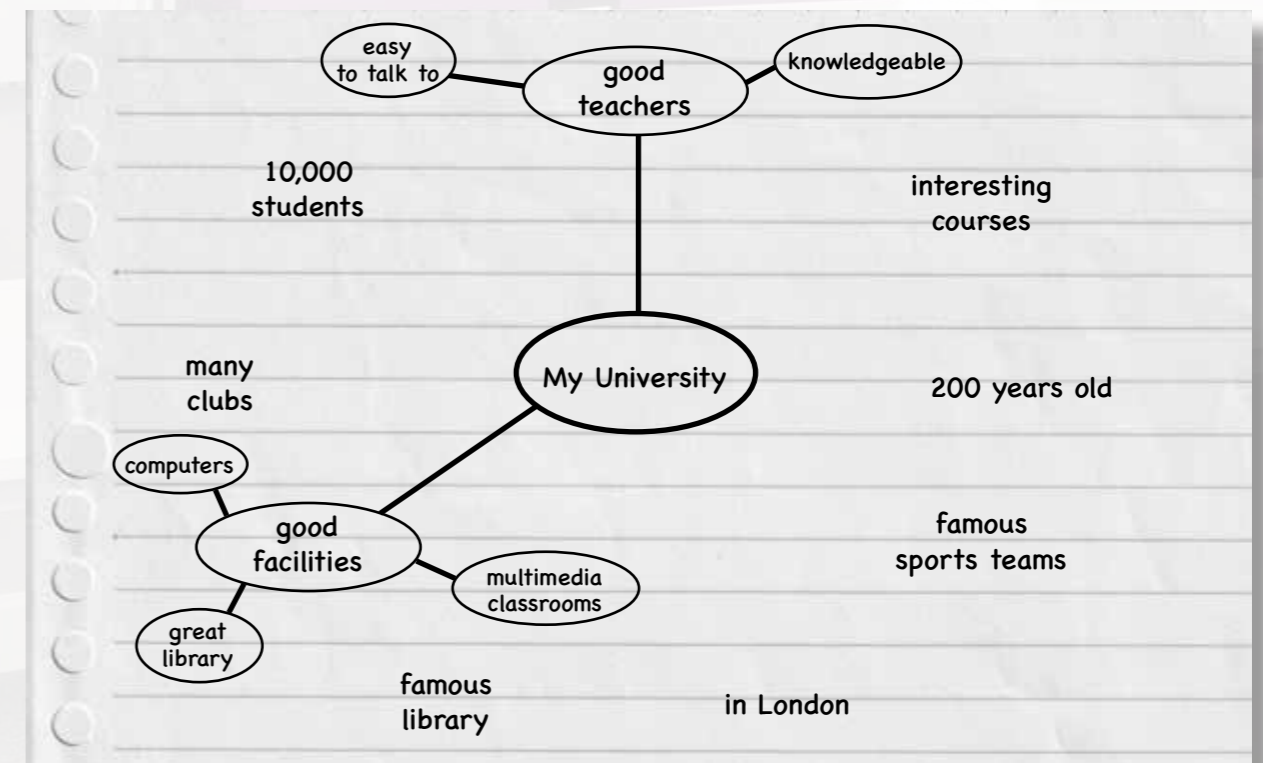 easy
to talk to
good
teachers
knowledgeable
10,000
students
interesting
courses
many
clubs
My University
200 years old
computers
good
facilities
famous
sports teams
multimedia
classrooms
great
library
famous
library
in London